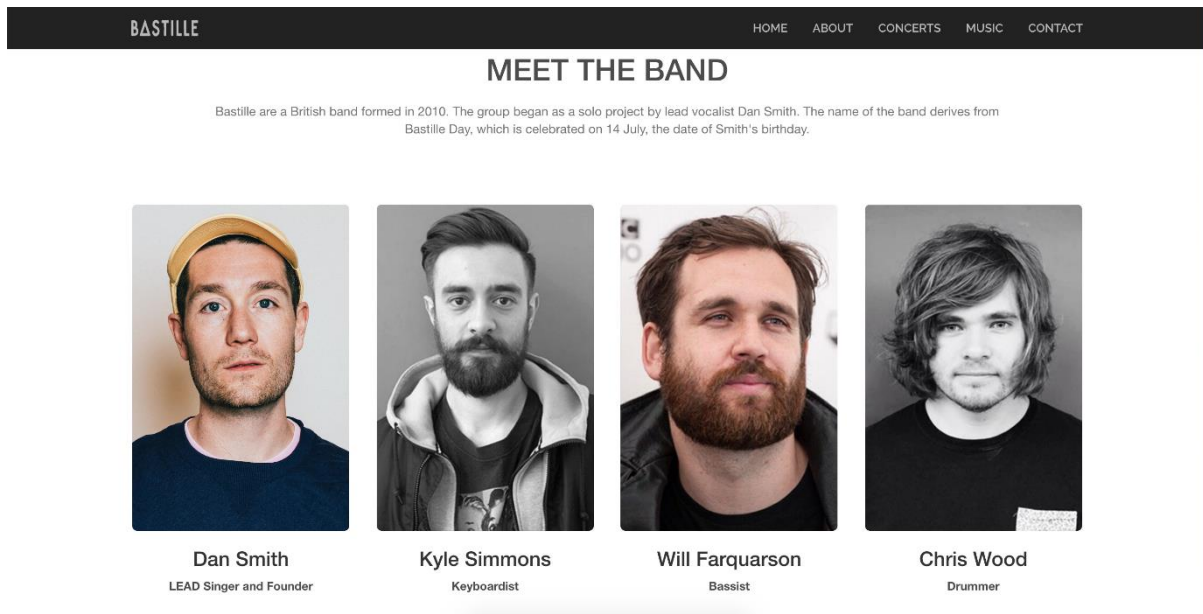 BASTILLE
HOME ABOUT CONCERTS MUSIC CONTACT
MEET THE BAND
Bastille are a British band formed in 2010. The group began as a solo project by lead vocalist Dan Smith. The name of the band derives from
Bastille Day, which is celebrated on 14 July, the date of Smith's birthday.
Dan Smith Kyle Simmons Will Farquarson Chris Wood
LEAD Singer and Founder Keyboardist Bassist Drummer